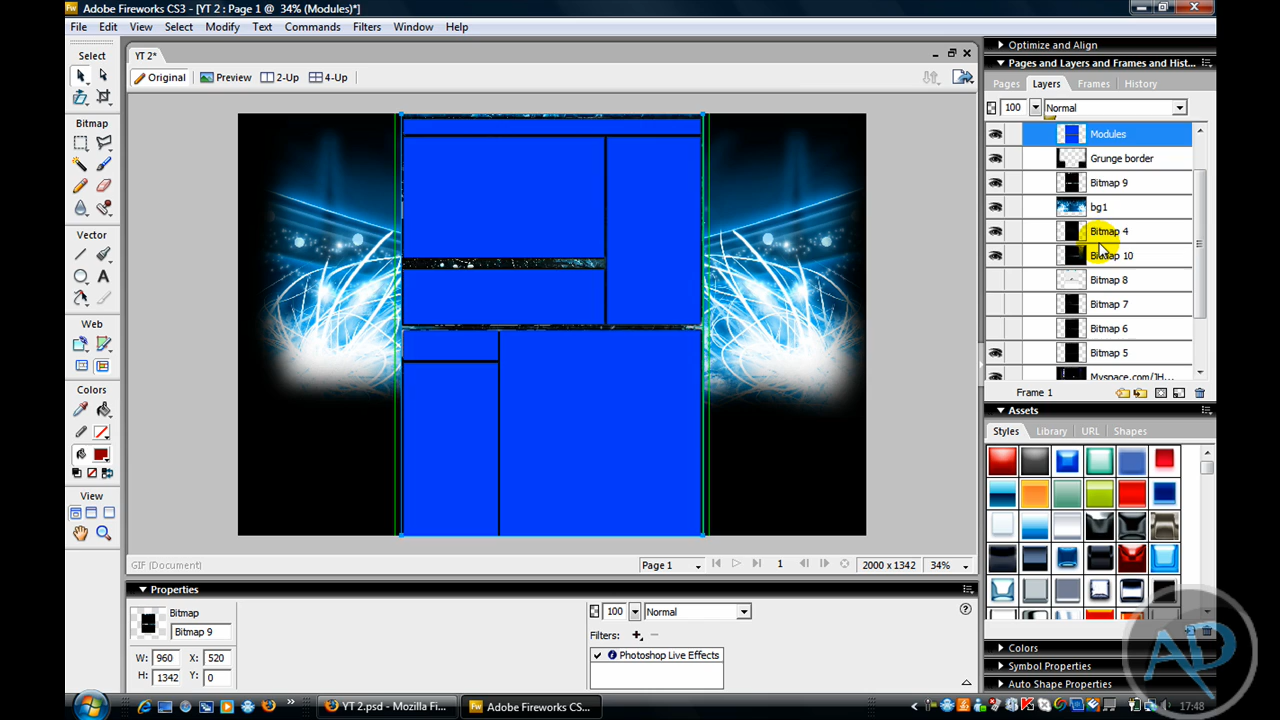 Adobe Fireworks CS3 - [YT 2 : Page 1 @ 34% (Modules)*]
File Edit View Select Modify Text Commands Filters Window Help
Select
Bitmap
Vector
Web
Colors
View
YT 2*
Original Preview 2-Up 4-Up
GIF (Document)
Page 1 1 2000 x 1342 34%
Properties
Bitmap
Bitmap 9
W: 960 X: 520
H: 1342 Y: 0
100 Normal
Filters:
Photoshop Live Effects
Optimize and Align
Pages and Layers and Frames and Hist...
Pages Layers Frames History
100 Normal
Modules
Grunge border
Bitmap 9
bg1
Bitmap 4
Bitmap 10
Bitmap 8
Bitmap 7
Bitmap 6
Bitmap 5
Myspace.com/JH...
Frame 1
Assets
Styles Library URL Shapes
Colors
Symbol Properties
Auto Shape Properties
AD
YT 2.psd - Mozilla Fi...
Adobe Fireworks CS...
17:48